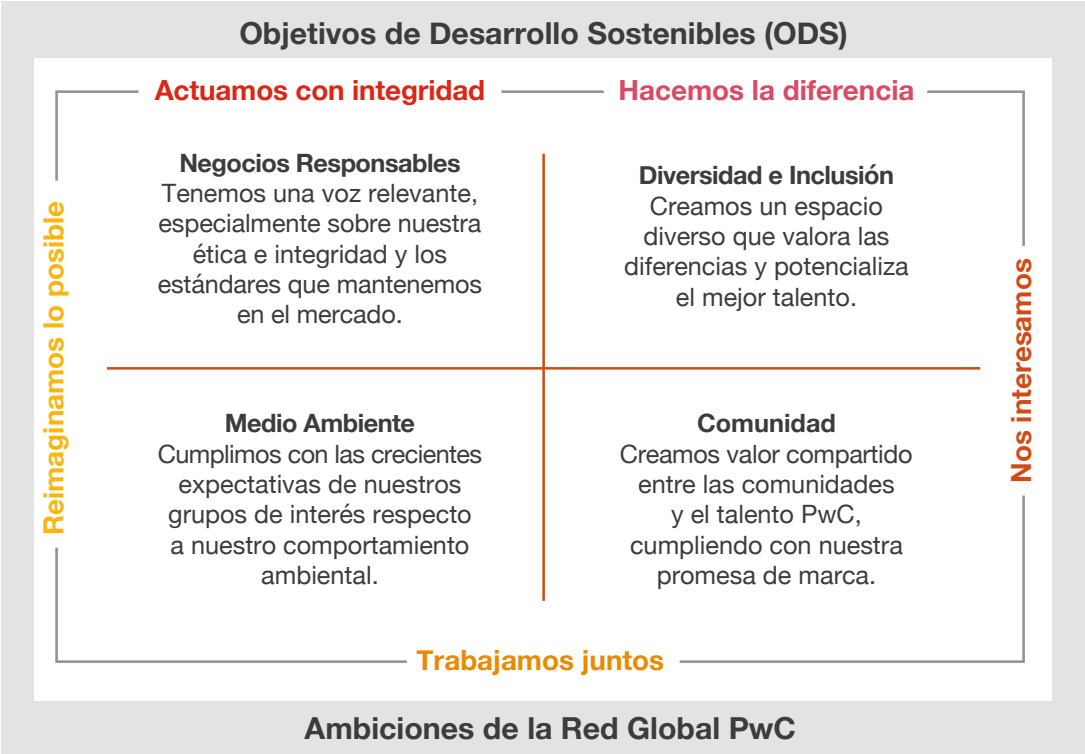 Objetivos de Desarrollo Sostenibles (ODS)
Actuamos con integridad
Hacemos la diferencia
Reimaginamos lo posible
Negocios Responsables
Tenemos una voz relevante,
especialmente sobre nuestra
ética e integridad y los
estándares que mantenemos
en el mercado.
Diversidad e Inclusión
Creamos un espacio
diverso que valora las
diferencias y potencializa
el mejor talento.
Nos interesamos
Medio Ambiente
Cumplimos con las crecientes
expectativas de nuestros
grupos de interés respecto
a nuestro comportamiento
ambiental.
Comunidad
Creamos valor compartido
entre las comunidades
y el talento PwC,
cumpliendo con nuestra
promesa de marca.
Trabajamos juntos
Ambiciones de la Red Global PwC